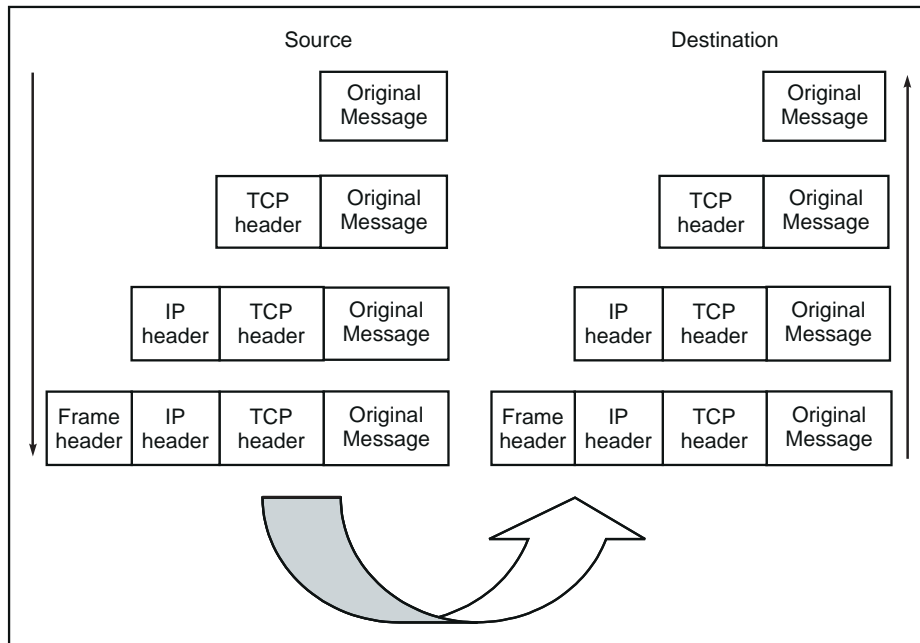 Source
Destination
Original
Message
Original
Message
TCP
header
Original
Message
TCP
header
Original
Message
IP
header
TCP
header
Original
Message
IP
header
TCP
header
Original
Message
Frame
header
IP
header
TCP
header
Original
Message
Frame
header
IP
header
TCP
header
Original
Message